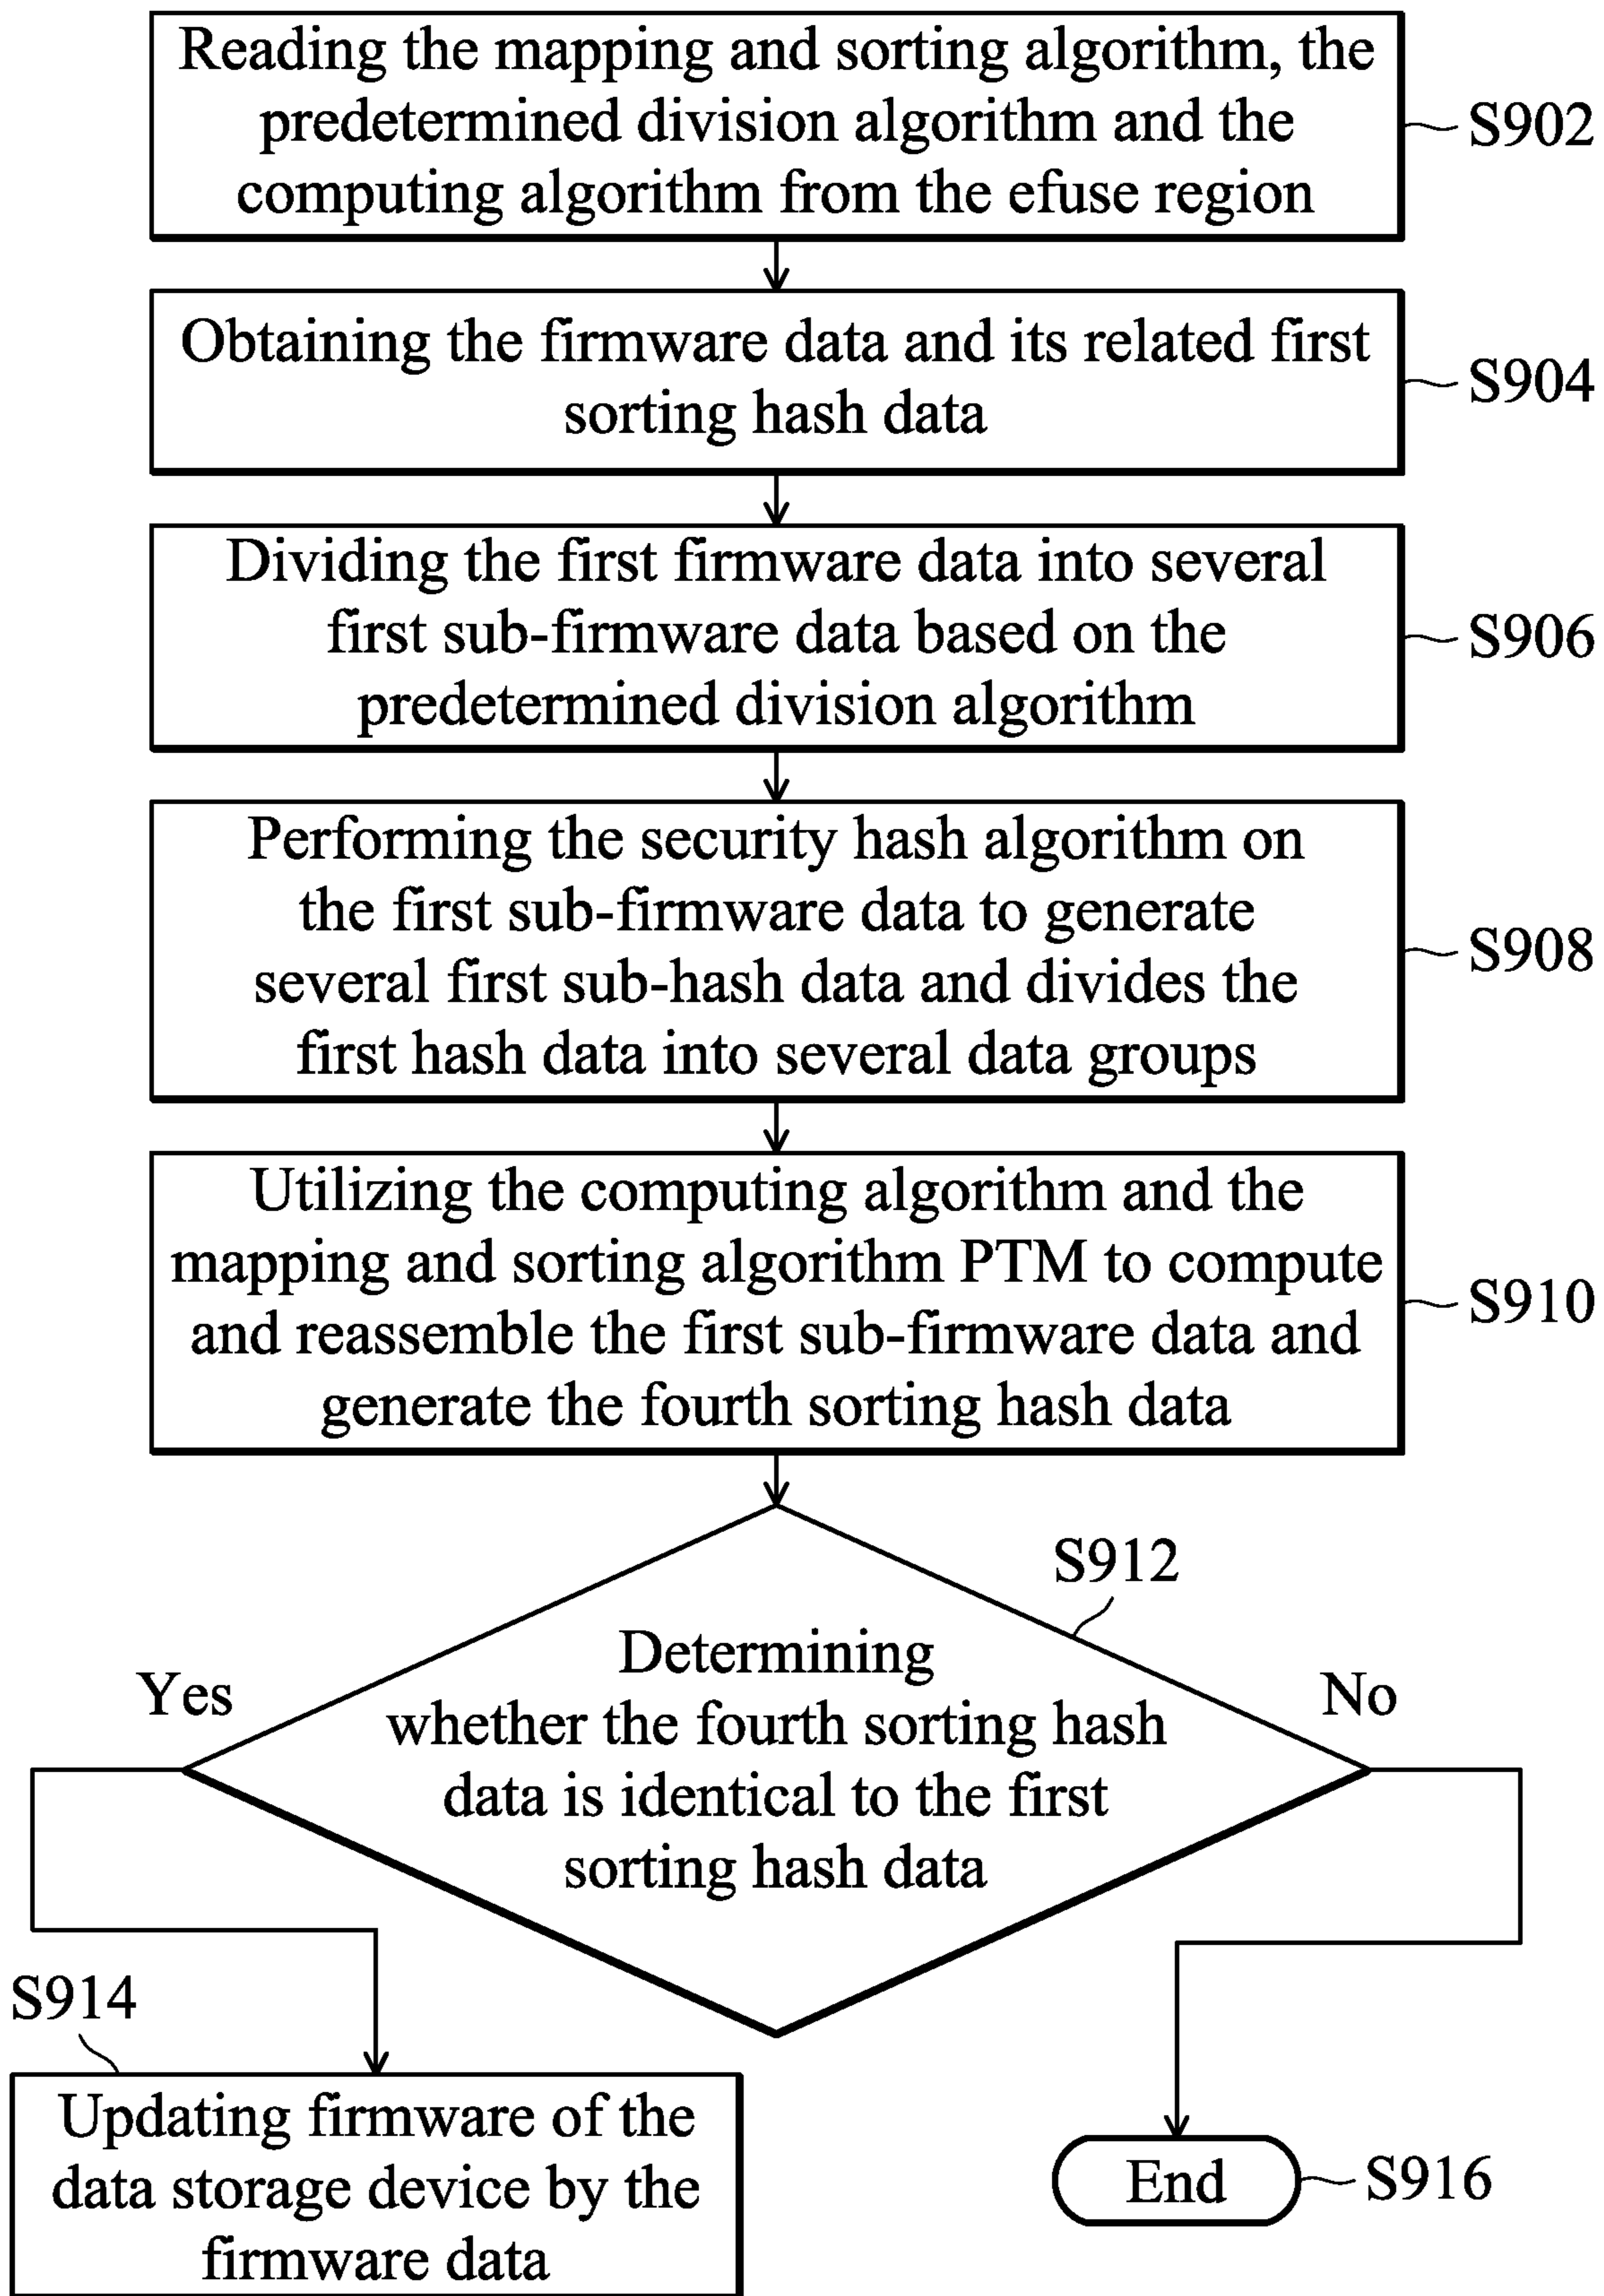 Reading the mapping and sorting algorithm, the
predetermined division algorithm and the
computing algorithm from the efuse region
S902
Obtaining the firmware data and its related first
sorting hash data
S904
Dividing the first firmware data into several
first sub-firmware data based on the
predetermined division algorithm
S906
Performing the security hash algorithm on
the first sub-firmware data to generate
several first sub-hash data and divides the
first hash data into several data groups
S908
Utilizing the computing algorithm and the
mapping and sorting algorithm PTM to compute
and reassemble the first sub-firmware data and
generate the fourth sorting hash data
S910
S912
Determining
whether the fourth sorting hash
data is identical to the first
sorting hash data
Yes
No
S914
Updating firmware of the
data storage device by the
firmware data
End
S916